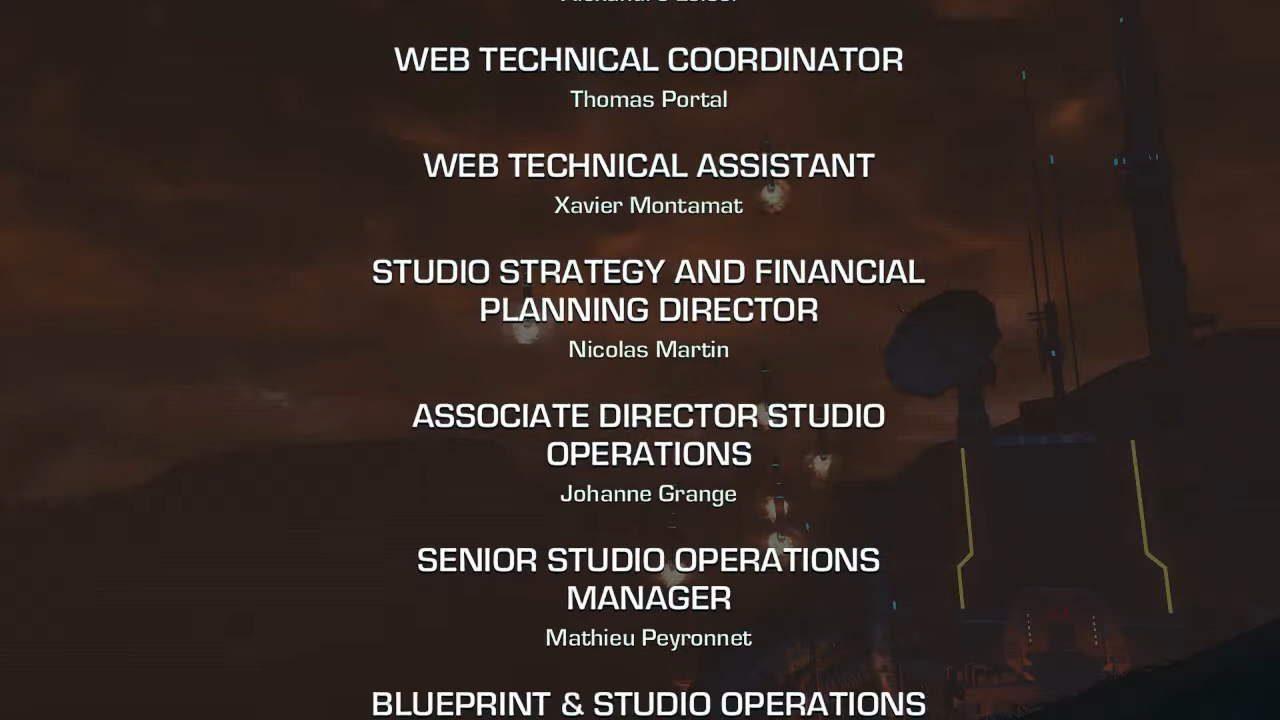 WEB TECHNICAL COORDINATOR
Thomas Portal
WEB TECHNICAL ASSISTANT
Xavier Montamat
STUDIO STRATEGY AND FINANCIAL
PLANNING DIRECTOR
Nicolas Martin
ASSOCIATE DIRECTOR STUDIO
OPERATIONS
Johanne Grange
SENIOR STUDIO OPERATIONS
MANAGER
Mathieu Peyronnet
BLUEPRINT & STUDIO OPERATIONS